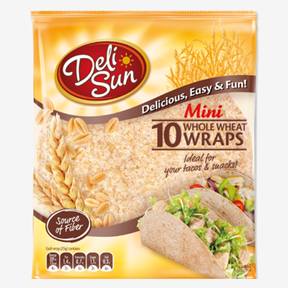 Deli
Sun
Delicious, Easy & Fun!
Mini
10 WHOLE WHEAT
WRAPS
Ideal for
your tacos & snacks!
Source
of Fiber